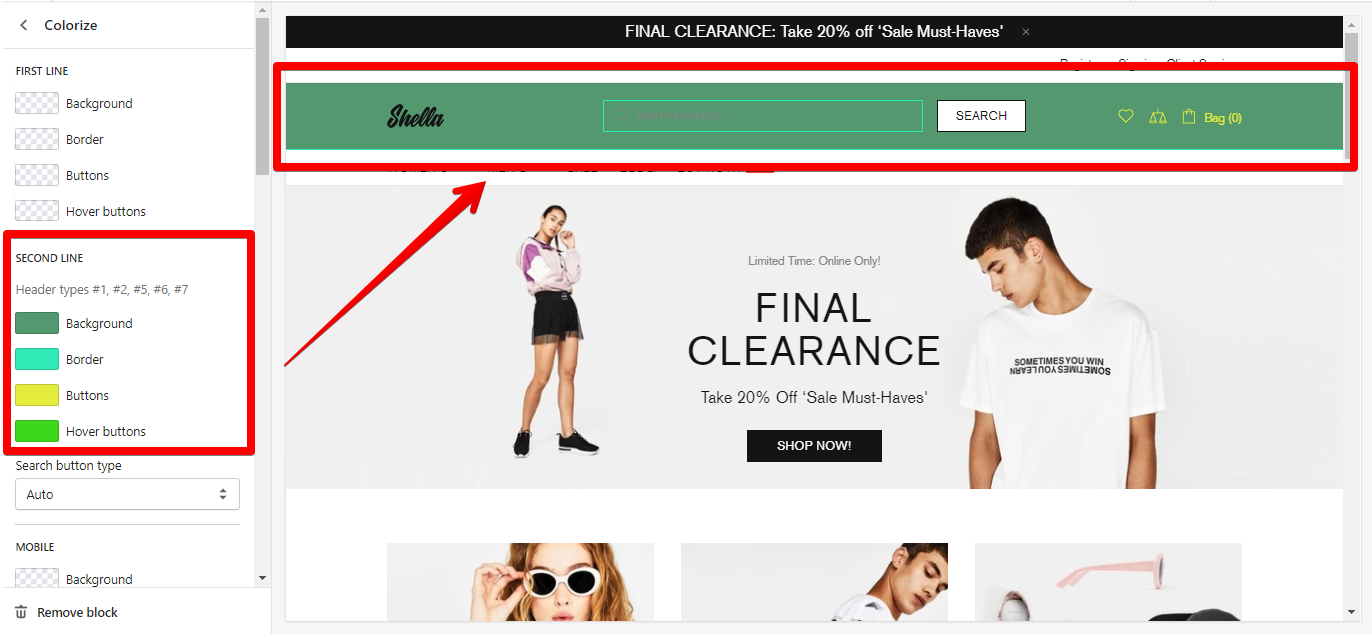 Colorize
FIRST LINE
Background
Border
Buttons
Hover buttons
SECOND LINE
Header types #1, #2, #5, #6, #7
Background
Border
Buttons
Hover buttons
Search button type
Auto
MOBILE
Background
Remove block
FINAL CLEARANCE: Take 20% off ‘Sale Must-Haves’
Shella
Search products...
SEARCH
Bag (0)
Limited Time: Online Only!
FINAL
CLEARANCE
Take 20% Off ‘Sale Must-Haves’
SHOP NOW!
SOMETIMES YOU WIN
SOMETIMES YOU LEARN